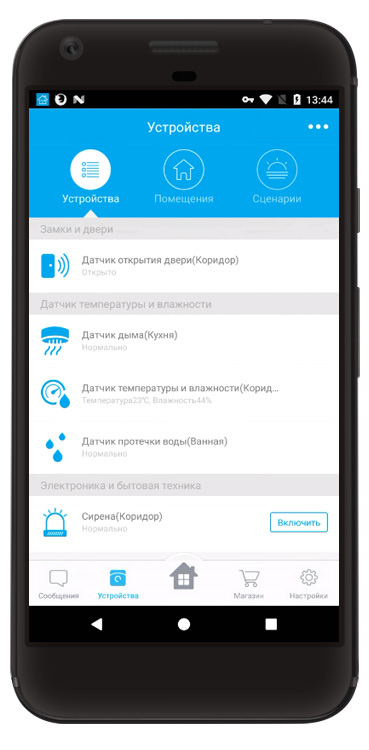 13:44
Устройства
Устройства
Помещения
Сценарии
Замки и двери
Датчик открытия двери(Коридор)
Открыто
Датчик температуры и влажности
Датчик дыма(Кухня)
Нормально
Датчик температуры и влажности(Корид...
Температура23℃, Влажность44%
Датчик протечки воды(Ванная)
Нормально
Электроника и бытовая техника
Сирена(Коридор)
Нормально
Включить
Сообщения
Устройства
Магазин
Настройки